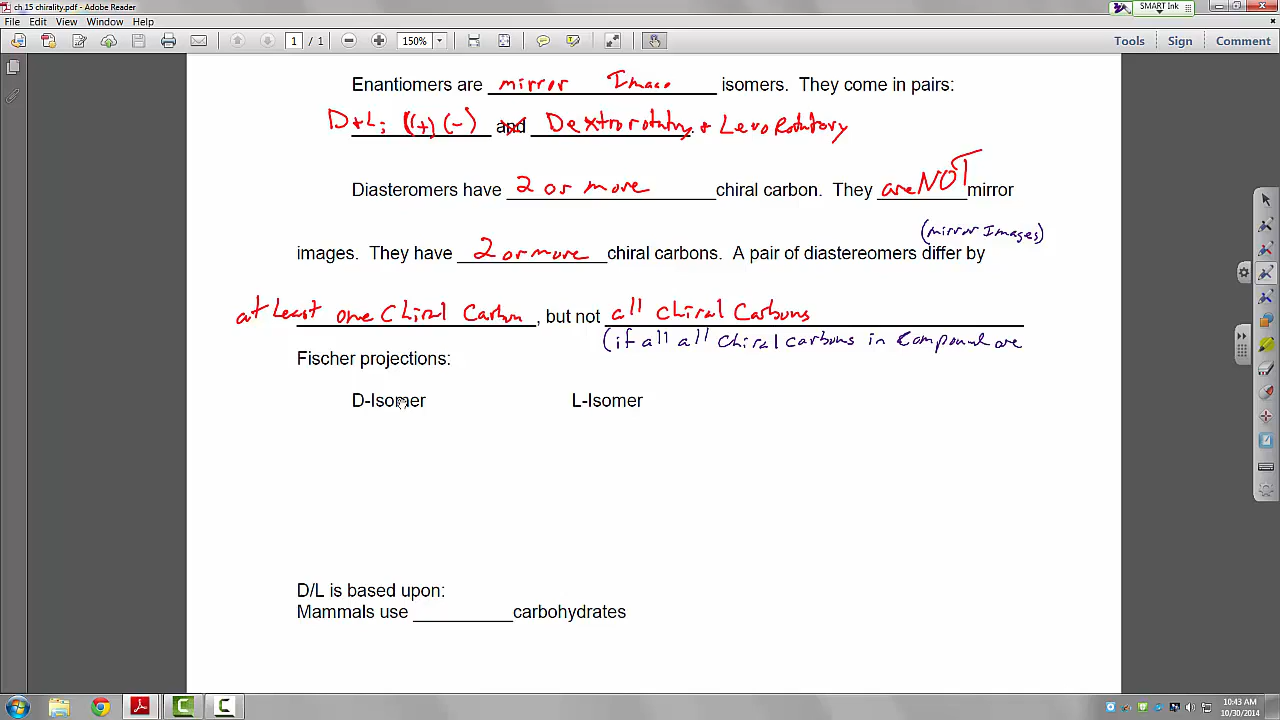 ch 15 chirality.pdf - Adobe Reader
SMART Ink
File Edit View Window Help
1 / 1 150% Tools Sign Comment
Enantiomers are mirror Image isomers. They come in pairs:
D+L; ((+) (-) and Dextrorotatry. + LevoRotatory
Diasteromers have 2 or more chiral carbon. They are NOT mirror
(mirror Images)
images. They have 2 or more chiral carbons. A pair of diastereomers differ by
at least one Chiral Carbon, but not all chiral Carbons
(if all all chiral carbons in compound are
Fischer projections:
D-Isomer L-Isomer
D/L is based upon:
Mammals use __________carbohydrates
10:43 AM
10/30/2014